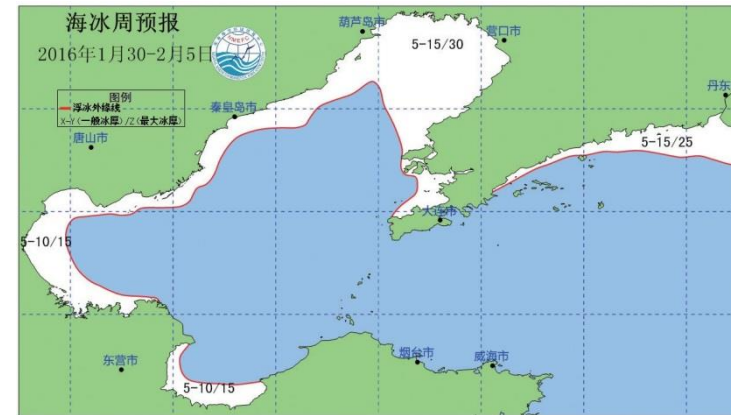 海冰周预报
2016年1月30-2月5日
NMEFC
图例
浮冰外缘线
X-Y(一般冰厚)/Z(最大冰厚)
葫芦岛市
营口市
5-15/30
丹东
秦皇岛市
唐山市
5-15/25
大连市
5-10/15
东营市
烟台市
威海市
5-10/15